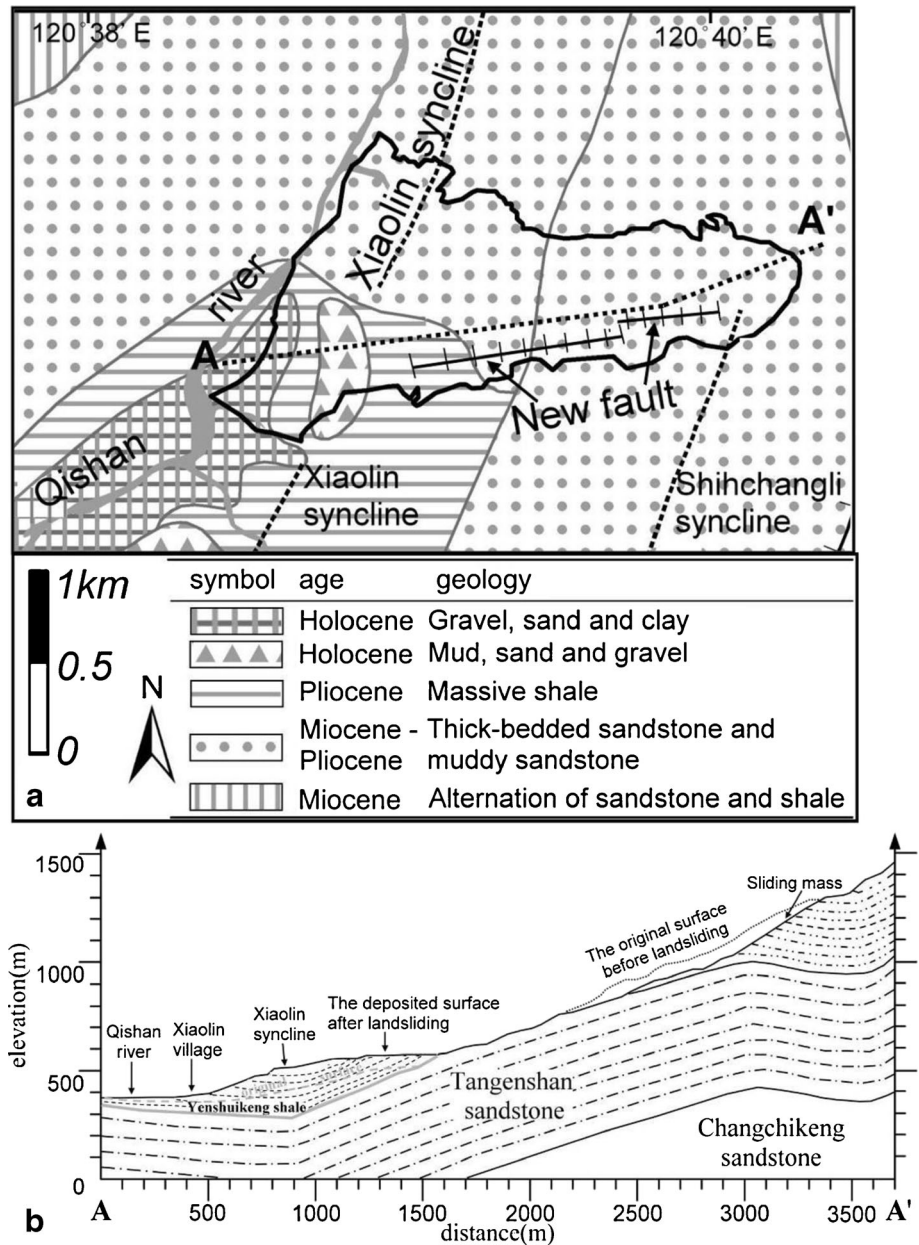 120°38' E
120°40' E
Xiaolin syncline
A'
river
A
New fault
Qishan
Xiaolin
syncline
Shihchangli
syncline
1km
0.5
0
N
a
symbol age geology
Holocene Gravel, sand and clay
Holocene Mud, sand and gravel
Pliocene Massive shale
Miocene - Thick-bedded sandstone and
Pliocene muddy sandstone
Miocene Alternation of sandstone and shale
1500
1000
500
0
elevation(m)
Sliding mass
The original surface
before landsliding
The deposited surface
after landsliding
Xiaolin
syncline
Xiaolin
village
Qishan
river
Yenshuikeng shale
Tangenshan
sandstone
Changchikeng
sandstone
A 500 1000 1500 2000 2500 3000 3500 A'
distance(m)
b